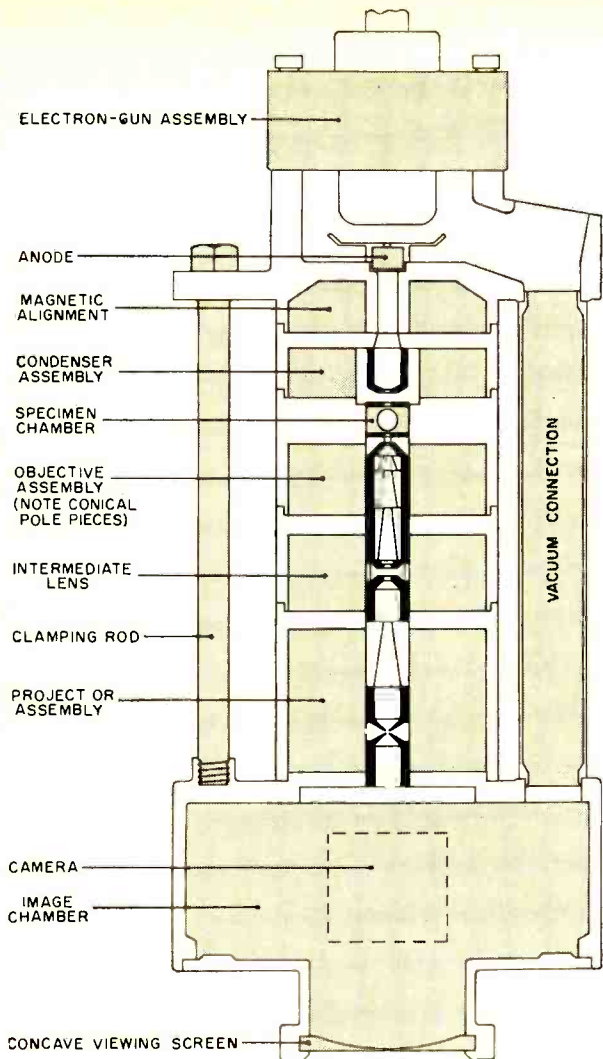 ELECTRON-GUN ASSEMBLY
ANODE
MAGNETIC
ALIGNMENT
CONDENSER
ASSEMBLY
SPECIMEN
CHAMBER
OBJECTIVE
ASSEMBLY
(NOTE CONICAL
POLE PIECES)
INTERMEDIATE
LENS
CLAMPING ROD
PROJECT OR
ASSEMBLY
CAMERA
IMAGE
CHAMBER
CONCAVE VIEWING SCREEN
VACUUM CONNECTION